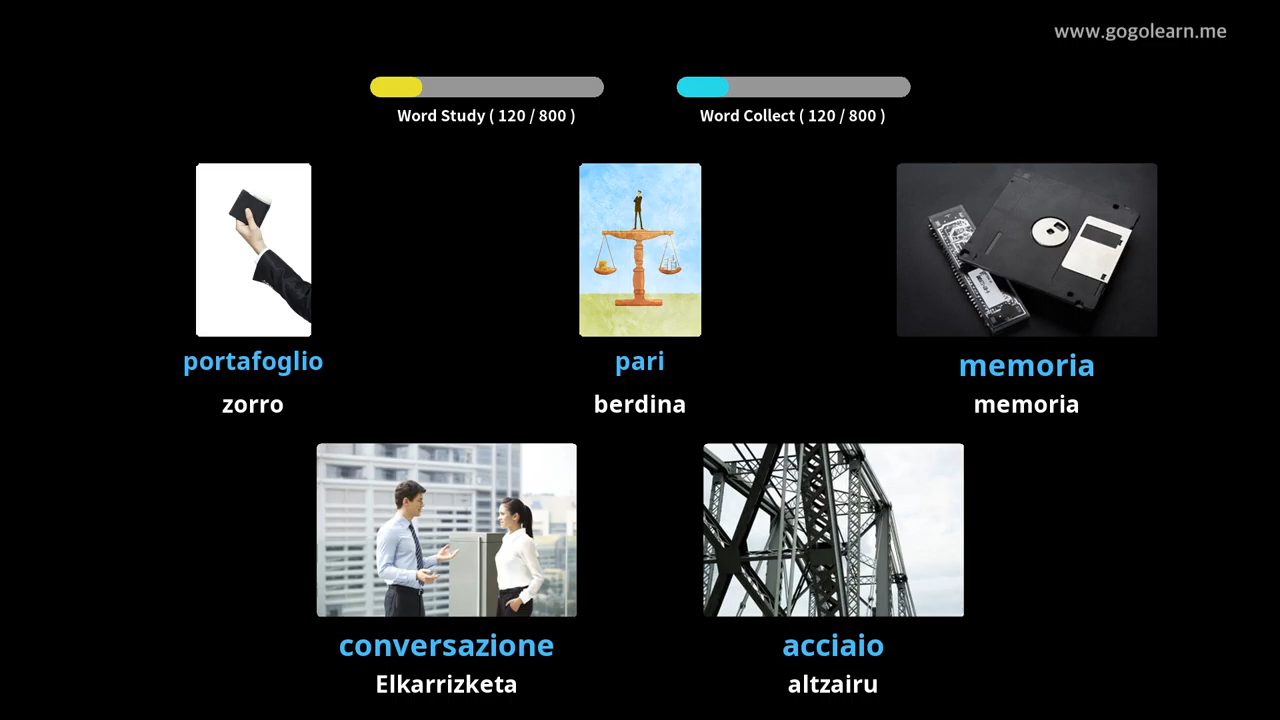 www.gogolearn.me
Word Study ( 120 / 800 )
Word Collect ( 120 / 800 )
portafoglio
zorro
pari
berdina
memoria
memoria
conversazione
Elkarrizketa
acciaio
altzairu